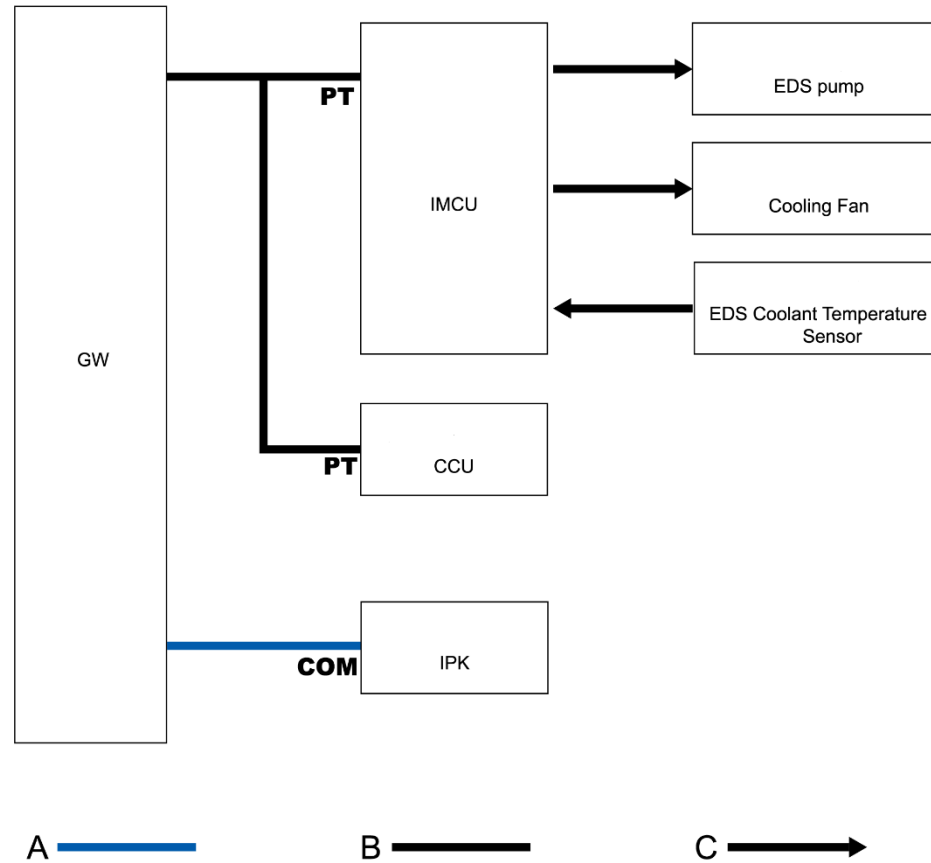 EDS pump
PT
IMCU
Cooling Fan
EDS Coolant Temperature
Sensor
GW
PT
CCU
COM
IPK
A
B
C